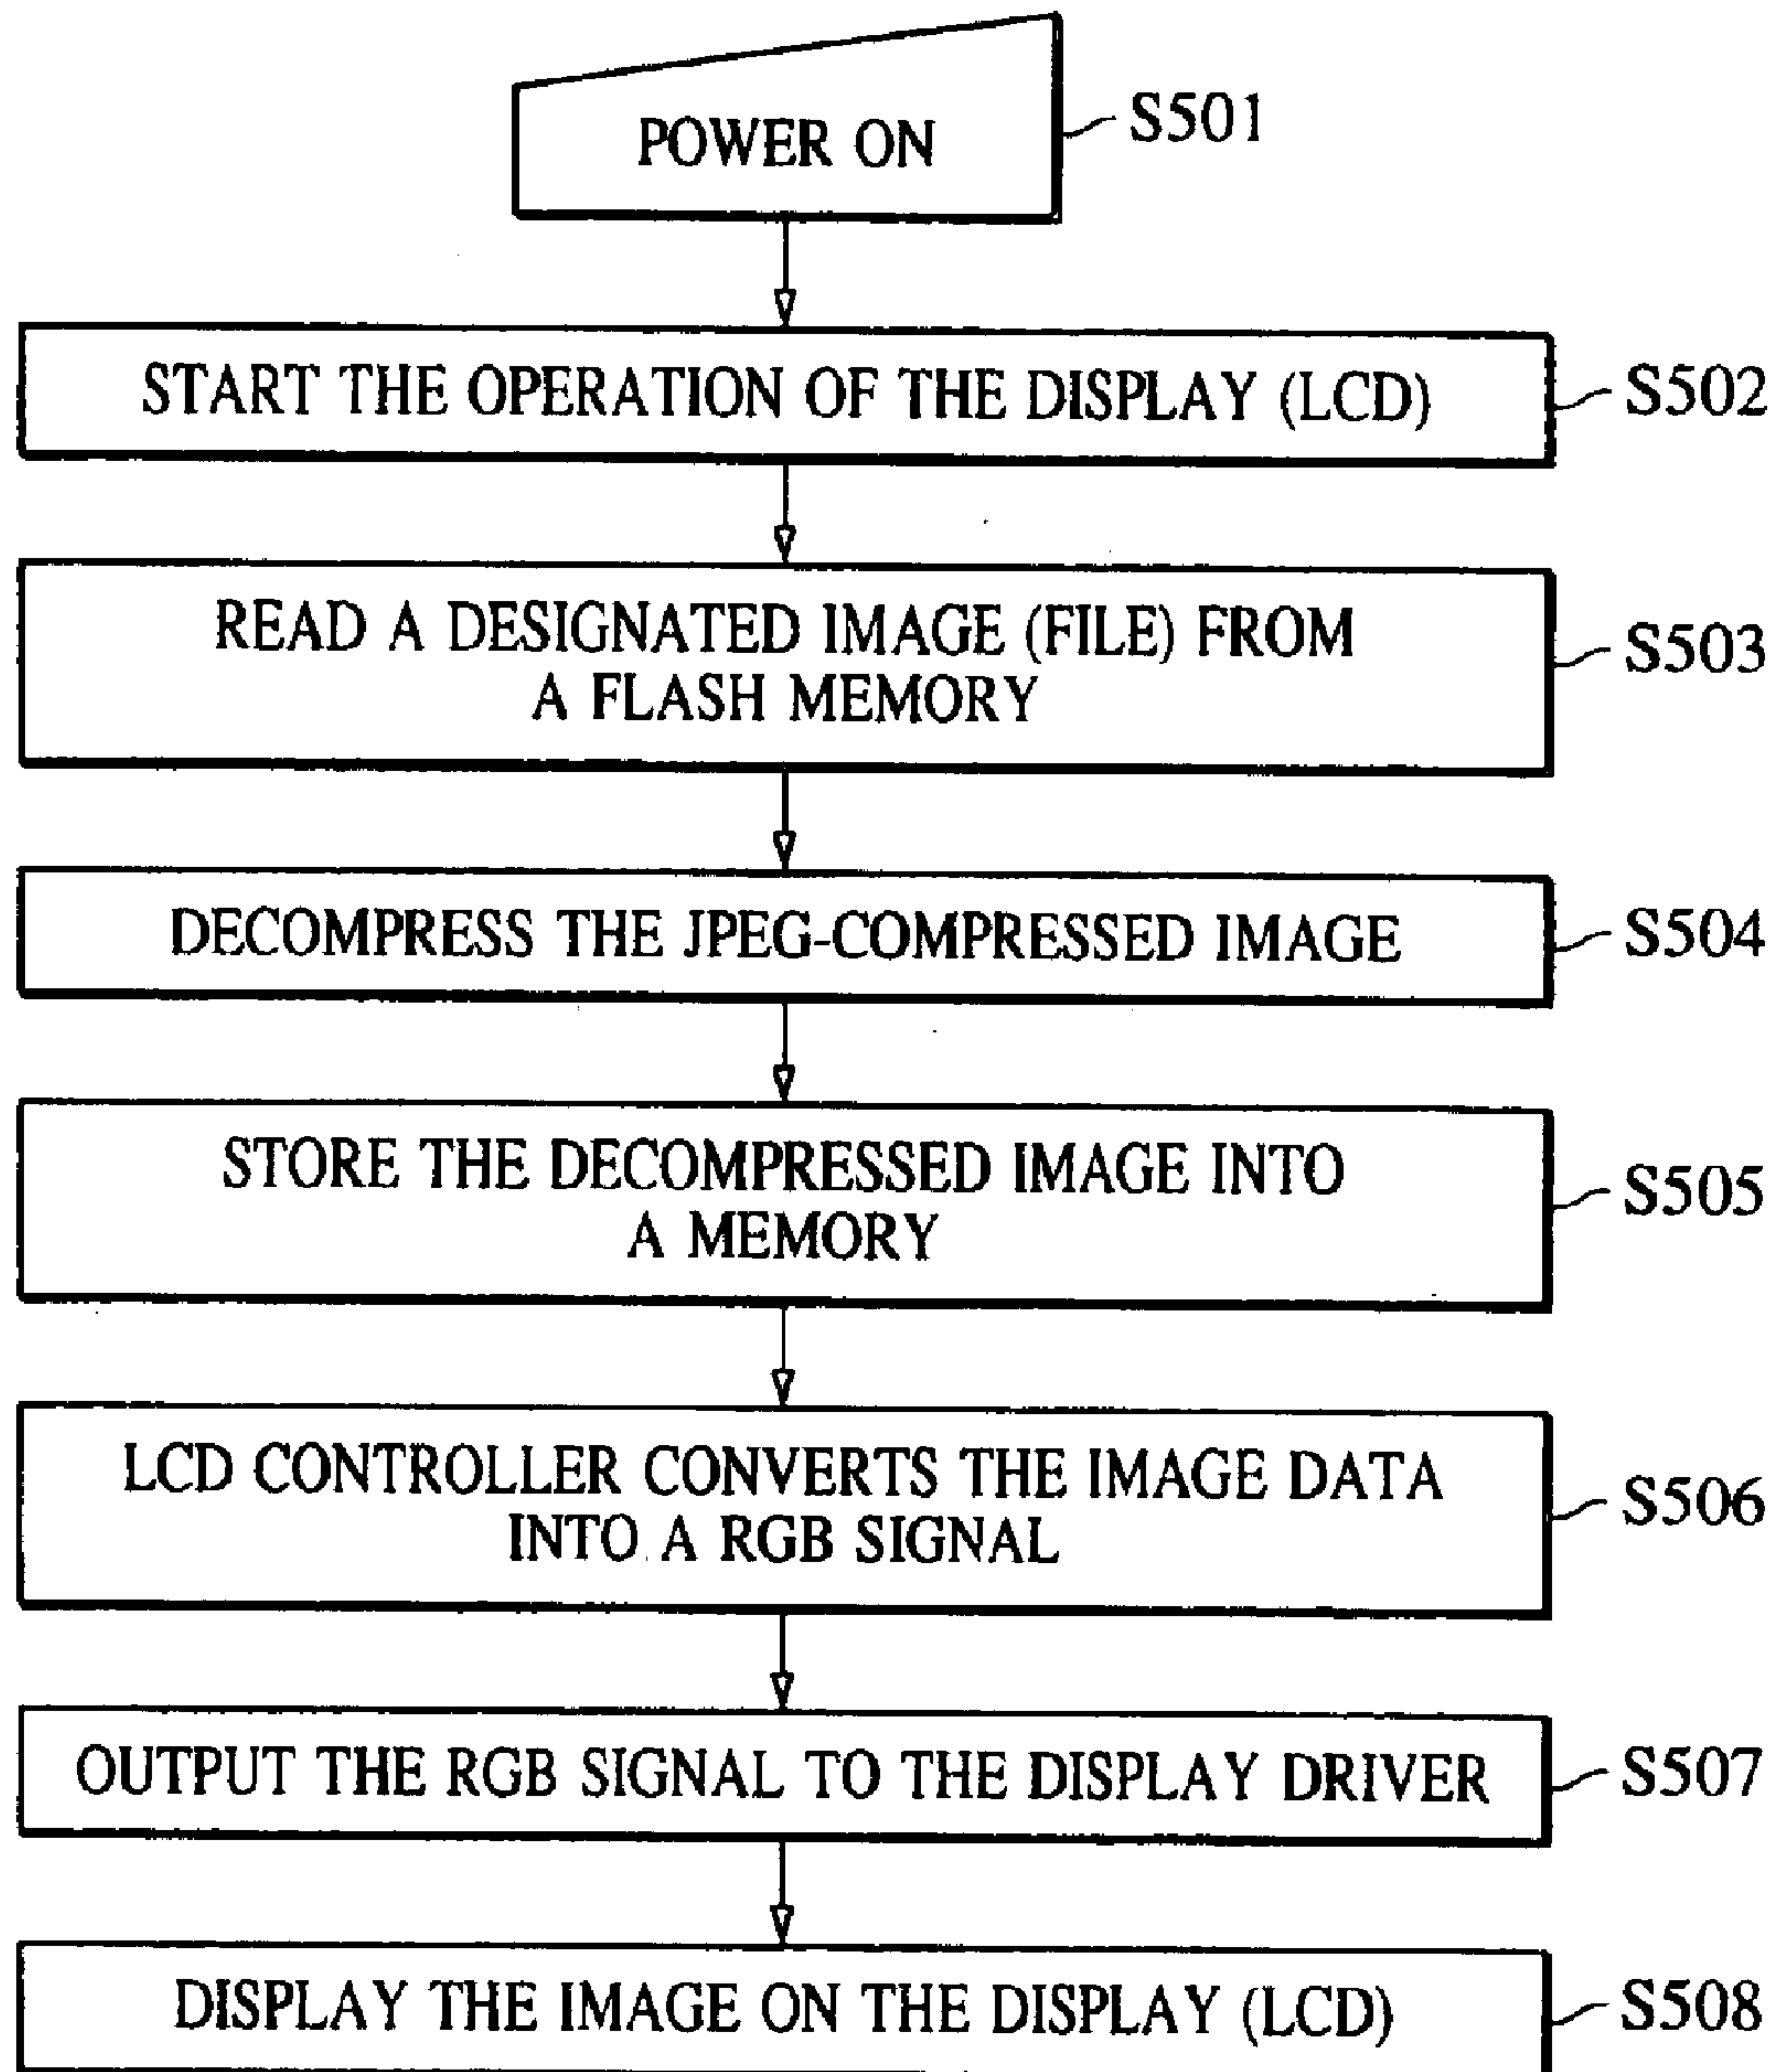 POWER ON
S501
START THE OPERATION OF THE DISPLAY (LCD)
S502
READ A DESIGNATED IMAGE (FILE) FROM
A FLASH MEMORY
S503
DECOMPRESS THE JPEG-COMPRESSED IMAGE
S504
STORE THE DECOMPRESSED IMAGE INTO
A MEMORY
S505
LCD CONTROLLER CONVERTS THE IMAGE DATA
INTO A RGB SIGNAL
S506
OUTPUT THE RGB SIGNAL TO THE DISPLAY DRIVER
S507
DISPLAY THE IMAGE ON THE DISPLAY (LCD)
S508